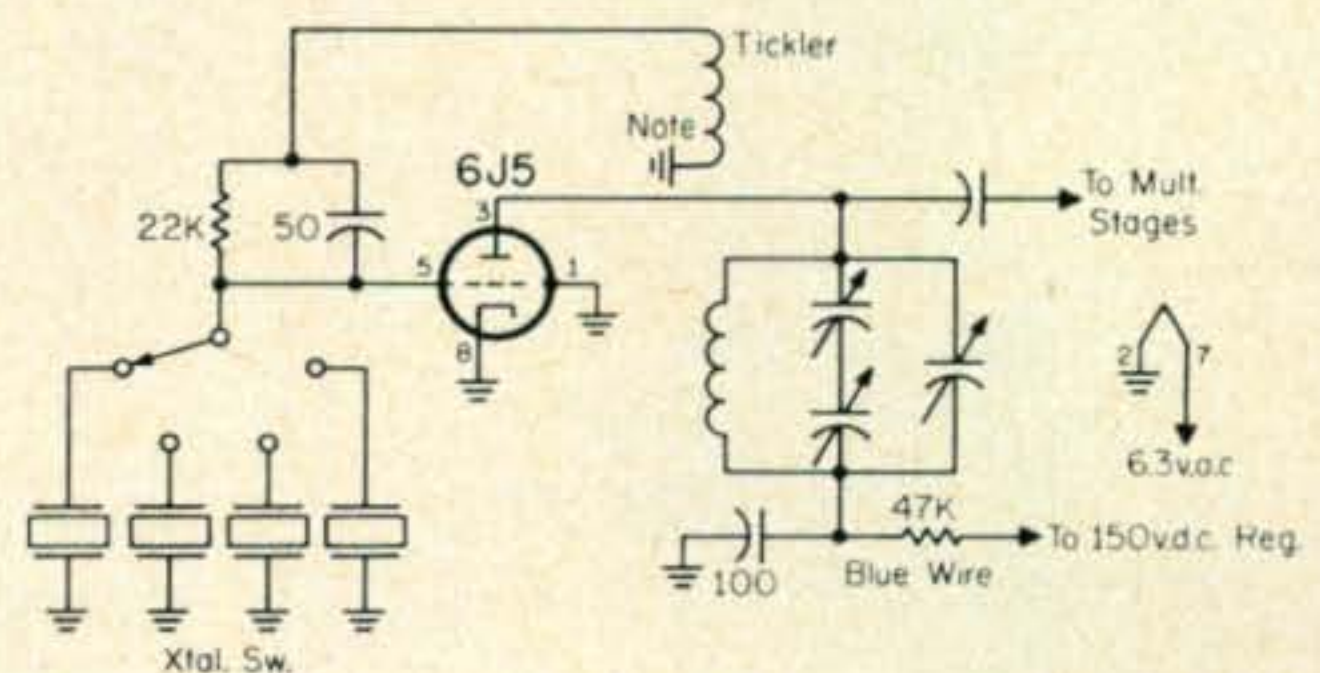 Tickler
Note
6J5
3
22K
50
5
1
8
To Mult.
Stages
2
7
6.3v.a.c
47K
To 150v.d.c. Reg.
100
Blue Wire
Xtal. Sw.